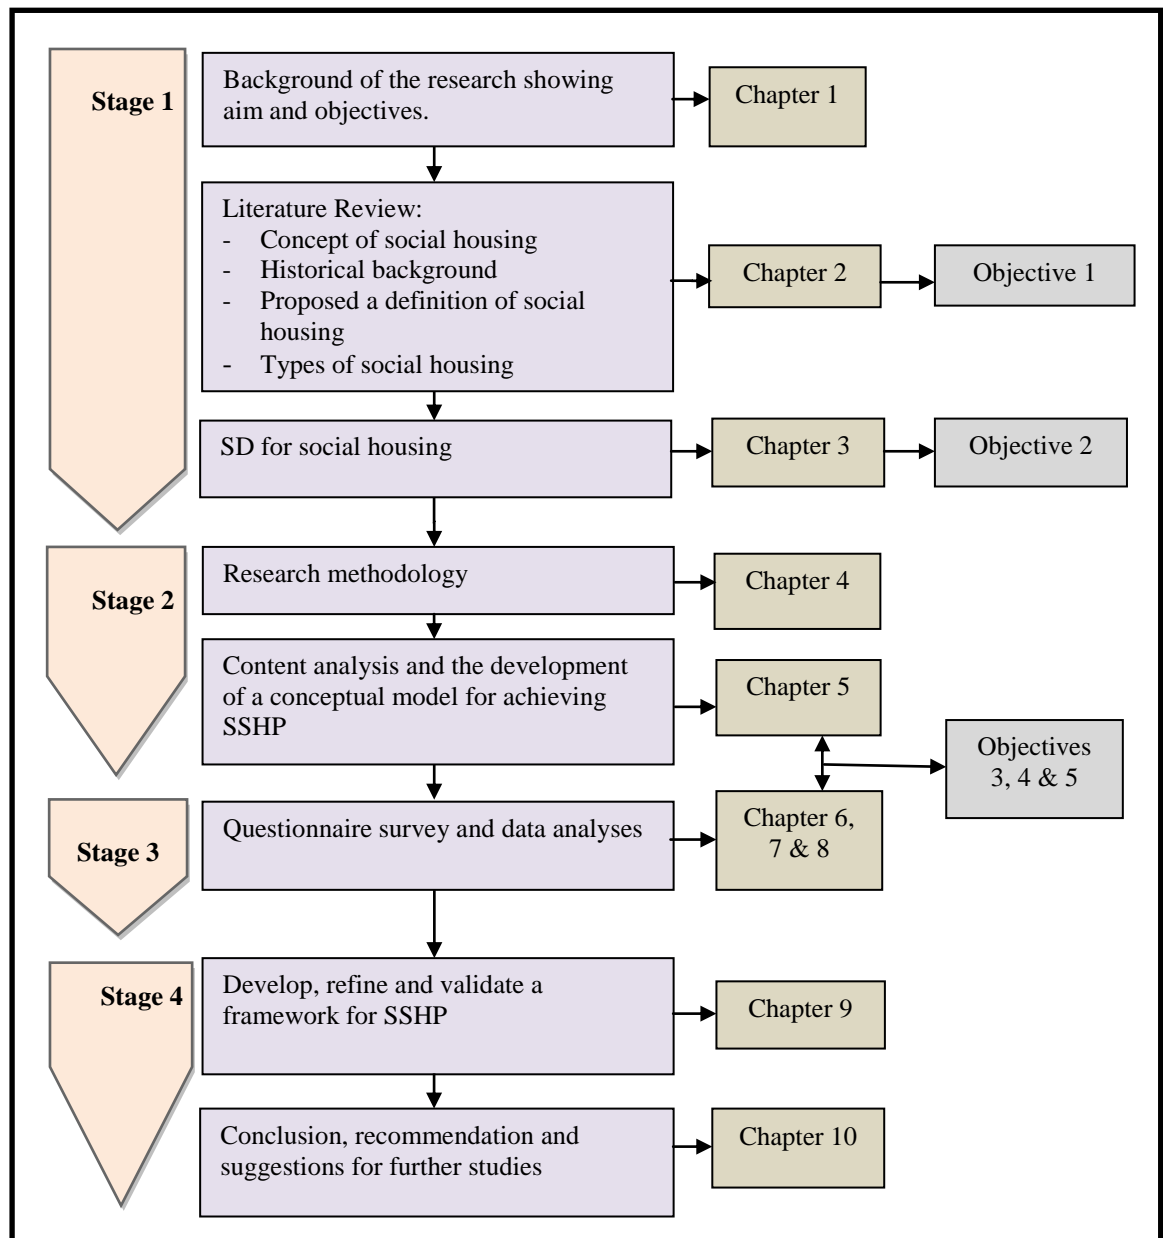 Stage 1
Background of the research showing
aim and objectives.
Chapter 1
Literature Review:
- Concept of social housing
- Historical background
- Proposed a definition of social
housing
- Types of social housing
Chapter 2
Objective 1
SD for social housing
Chapter 3
Objective 2
Stage 2
Research methodology
Chapter 4
Content analysis and the development
of a conceptual model for achieving
SSHP
Chapter 5
Objectives
3, 4 & 5
Stage 3
Questionnaire survey and data analyses
Chapter 6,
7 & 8
Stage 4
Develop, refine and validate a
framework for SSHP
Chapter 9
Conclusion, recommendation and
suggestions for further studies
Chapter 10